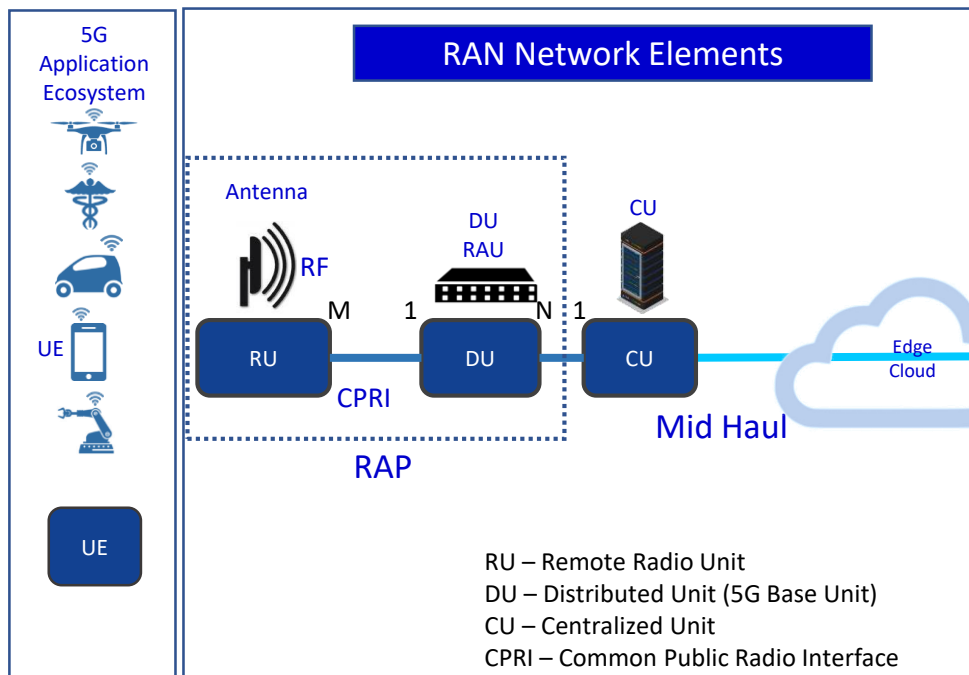 5G
Application
Ecosystem
UE
UE
RAN Network Elements
Antenna
RF
DU
RAU
CU
M
1
N
1
RU
DU
CU
CPRI
RAP
Mid Haul
Edge
Cloud
RU – Remote Radio Unit
DU – Distributed Unit (5G Base Unit)
CU – Centralized Unit
CPRI – Common Public Radio Interface